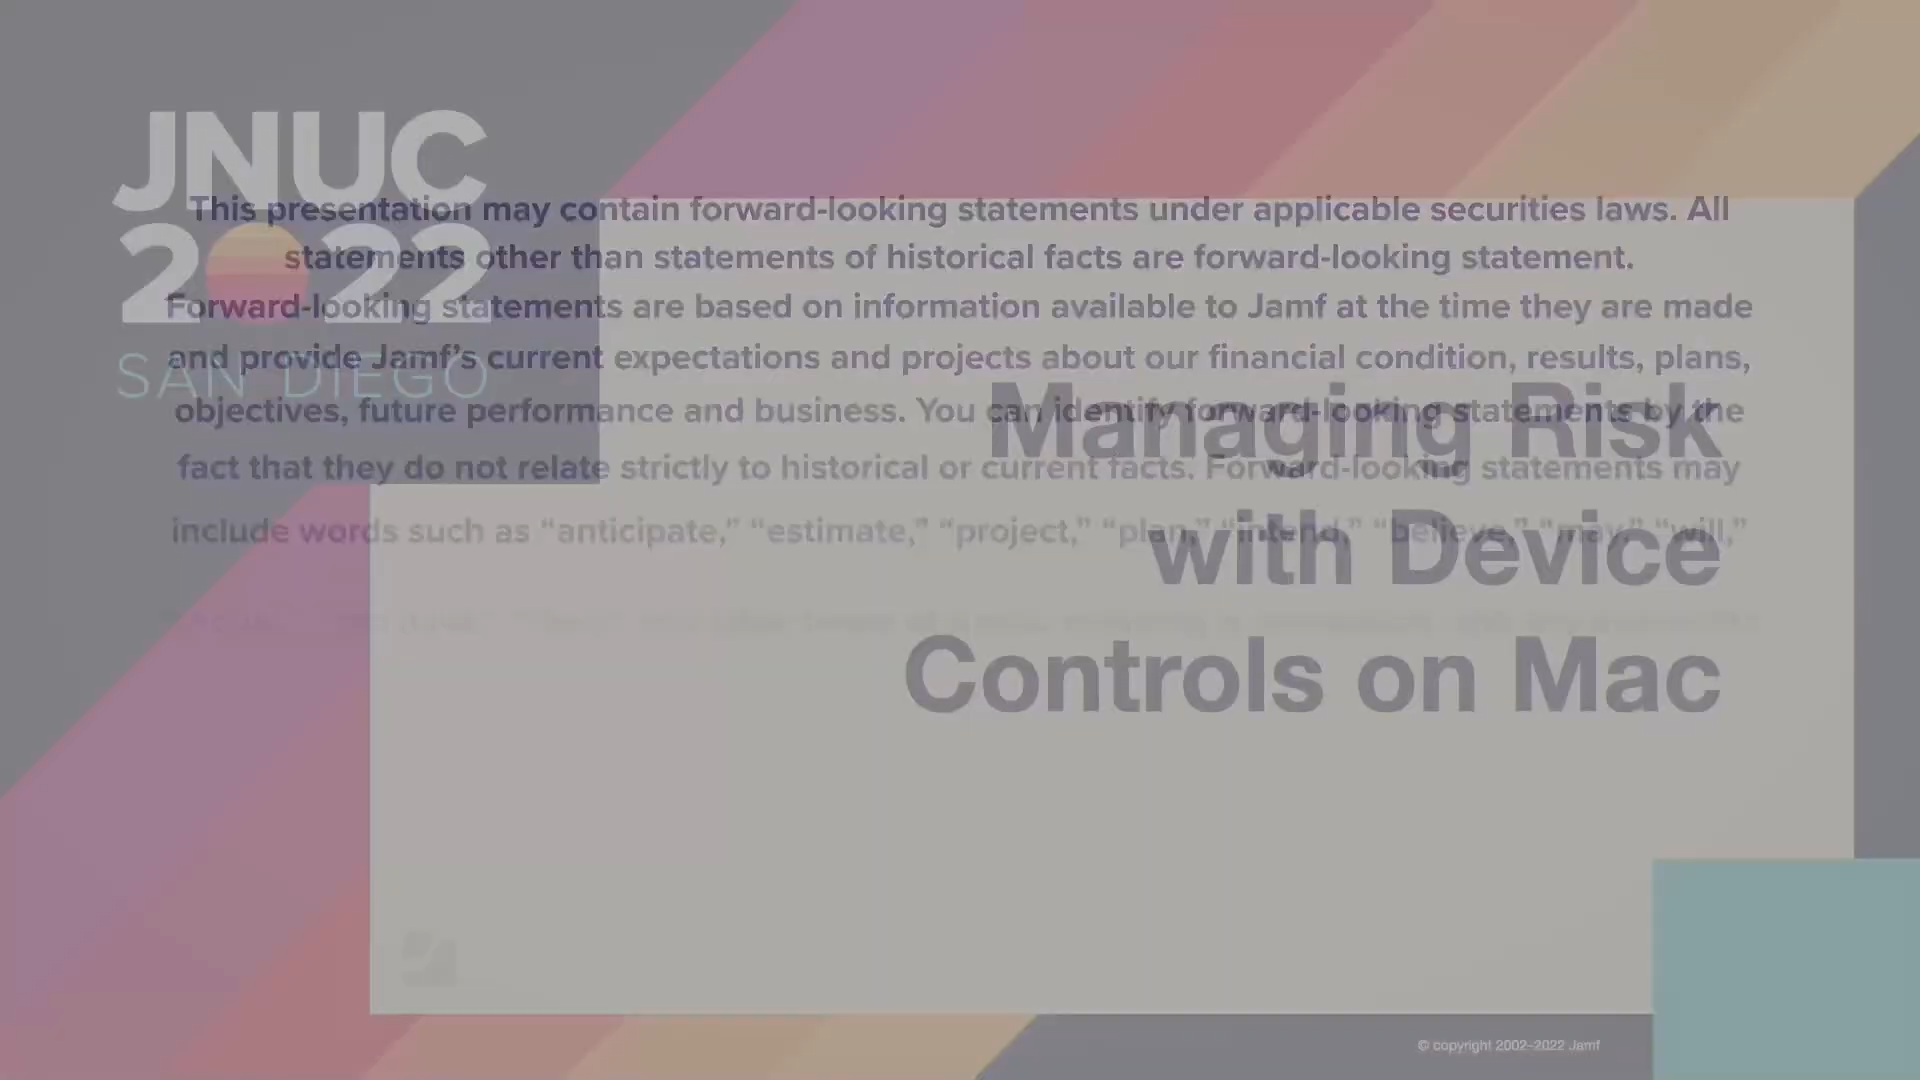 JNUC
2022
SAN DIEGO
This presentation may contain forward-looking statements under applicable securities laws. All
statements other than statements of historical facts are forward-looking statement.
Forward-looking statements are based on information available to Jamf at the time they are made
and provide Jamf’s current expectations and projects about our financial condition, results, plans,
objectives, future performance and business. You can identify forward-looking statements by the
fact that they do not relate strictly to historical or current facts. Forward-looking statements may
include words such as “anticipate,” “estimate,” “project,” “plan,” “intend,” “believe,” “may,” “will,”
Managing Risk
with Device
Controls on Mac
© copyright 2002–2022 Jamf